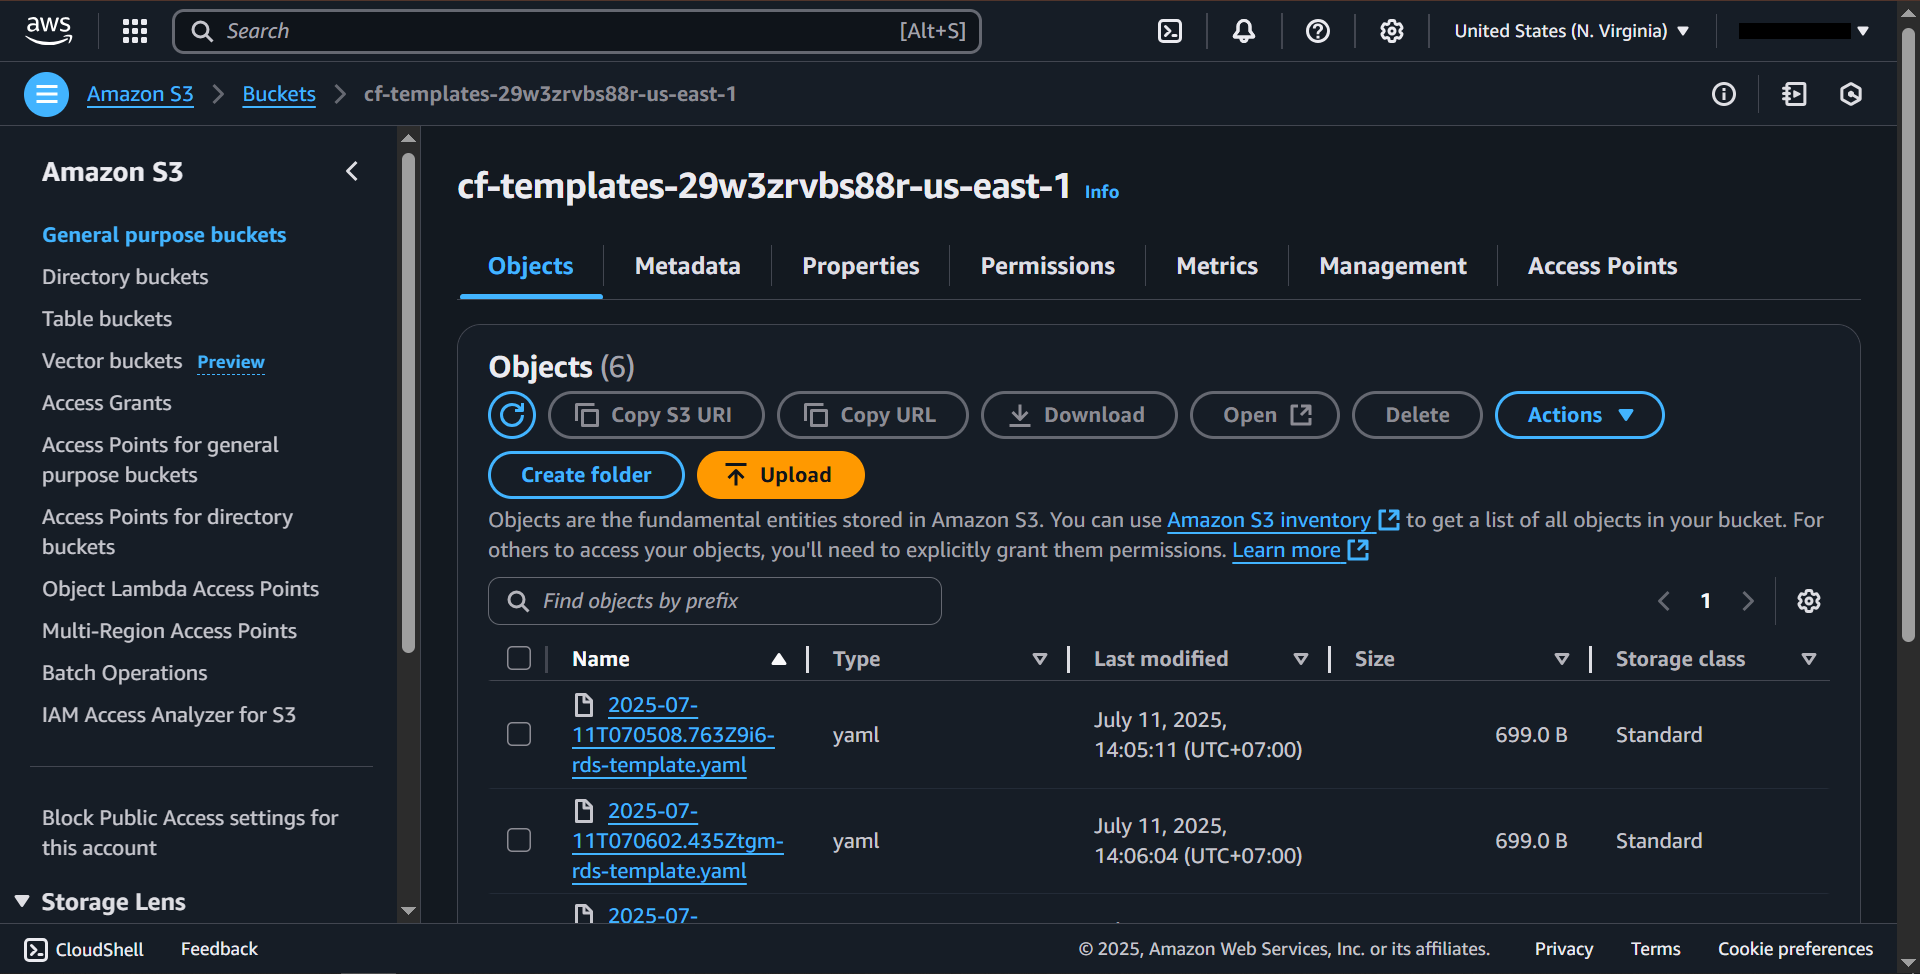 aws
Search [Alt+S]
United States (N. Virginia)
Amazon S3
Buckets
cf-templates-29w3zrvbs88r-us-east-1
Amazon S3
General purpose buckets
Directory buckets
Table buckets
Vector buckets Preview
Access Grants
Access Points for general
purpose buckets
Access Points for directory
buckets
Object Lambda Access Points
Multi-Region Access Points
Batch Operations
IAM Access Analyzer for S3
Block Public Access settings for
this account
Storage Lens
cf-templates-29w3zrvbs88r-us-east-1 Info
Objects
Metadata
Properties
Permissions
Metrics
Management
Access Points
Objects (6)
Copy S3 URI
Copy URL
Download
Open
Delete
Actions
Create folder
Upload
Objects are the fundamental entities stored in Amazon S3. You can use Amazon S3 inventory to get a list of all objects in your bucket. For
others to access your objects, you'll need to explicitly grant them permissions. Learn more
Find objects by prefix
1
Name
Type
Last modified
Size
Storage class
2025-07-
11T070508.763Z9i6-
rds-template.yaml
yaml
July 11, 2025,
14:05:11 (UTC+07:00)
699.0 B
Standard
2025-07-
11T070602.435Ztgm-
rds-template.yaml
yaml
July 11, 2025,
14:06:04 (UTC+07:00)
699.0 B
Standard
2025-07-
CloudShell
Feedback
© 2025, Amazon Web Services, Inc. or its affiliates.
Privacy
Terms
Cookie preferences